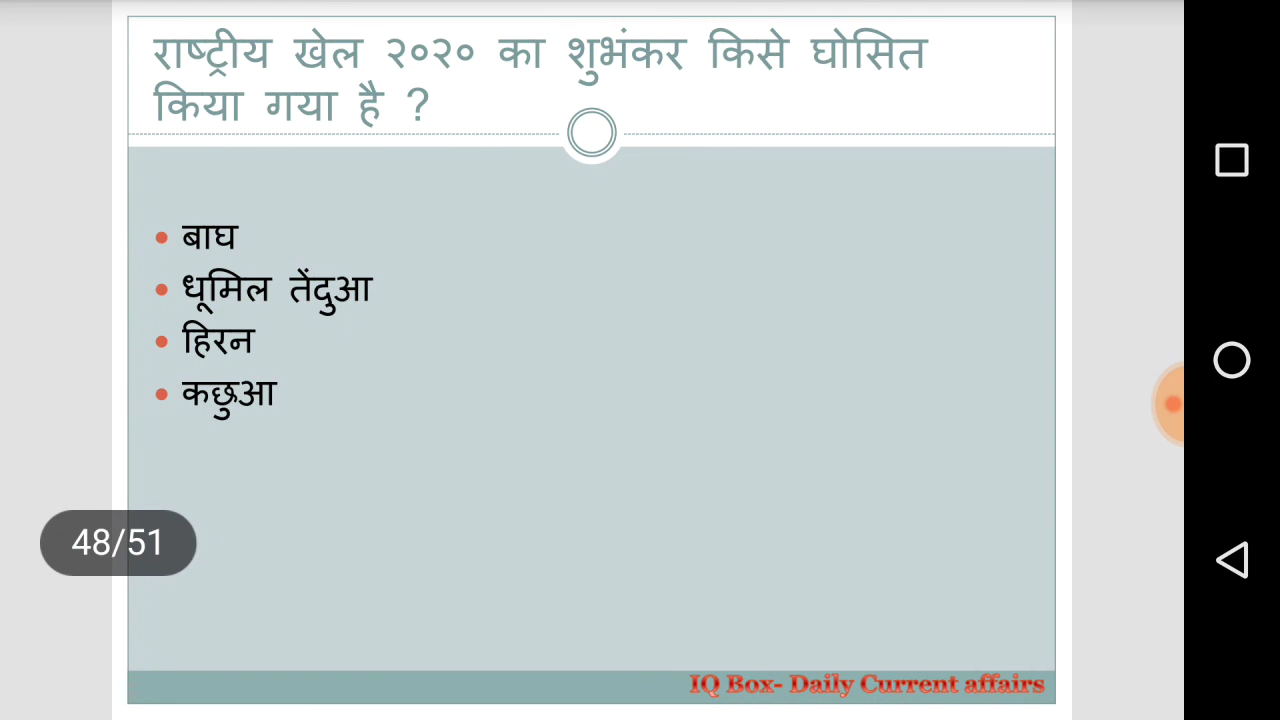 राष्ट्रीय खेल २०२० का शुभंकर किसे घोसित
किया गया है ?
बाघ
धूमिल तेंदुआ
हिरन
कछुआ
48/51
IQ Box- Daily Current affairs